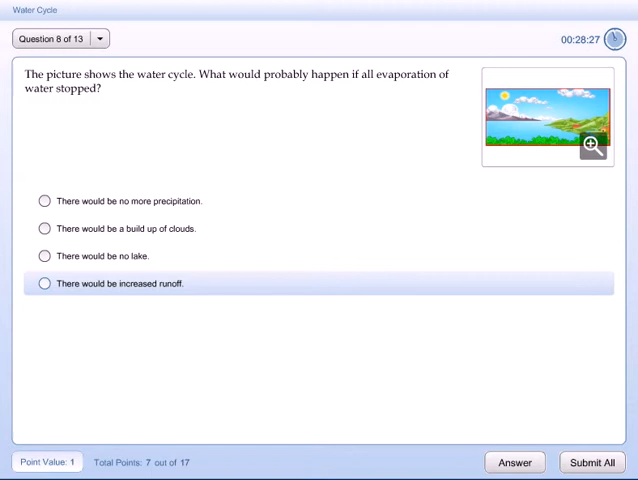 Water Cycle
Question 8 of 13
00:28:27
The picture shows the water cycle. What would probably happen if all evaporation of
water stopped?
There would be no more precipitation.
There would be a build up of clouds.
There would be no lake.
There would be increased runoff.
Point Value: 1
Total Points: 7 out of 17
Answer
Submit All